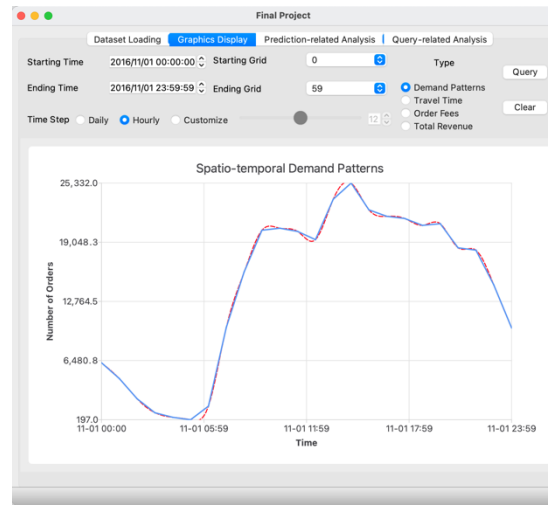 Final Project
Dataset Loading Graphics Display Prediction-related Analysis Query-related Analysis
Starting Time 2016/11/01 00:00:00 Starting Grid 0 Type
Query
Ending Time 2016/11/01 23:59:59 Ending Grid 59 Demand Patterns
Travel Time
Clear
Order Fees
Time Step Daily Hourly Customize 12
Total Revenue
Spatio-temporal Demand Patterns
25,332.0
19,048.3
12,764.5
6,480.8
197.0
Number of Orders
11-01 00:00 11-01 05:59 11-01 11:59 11-01 17:59 11-01 23:59
Time